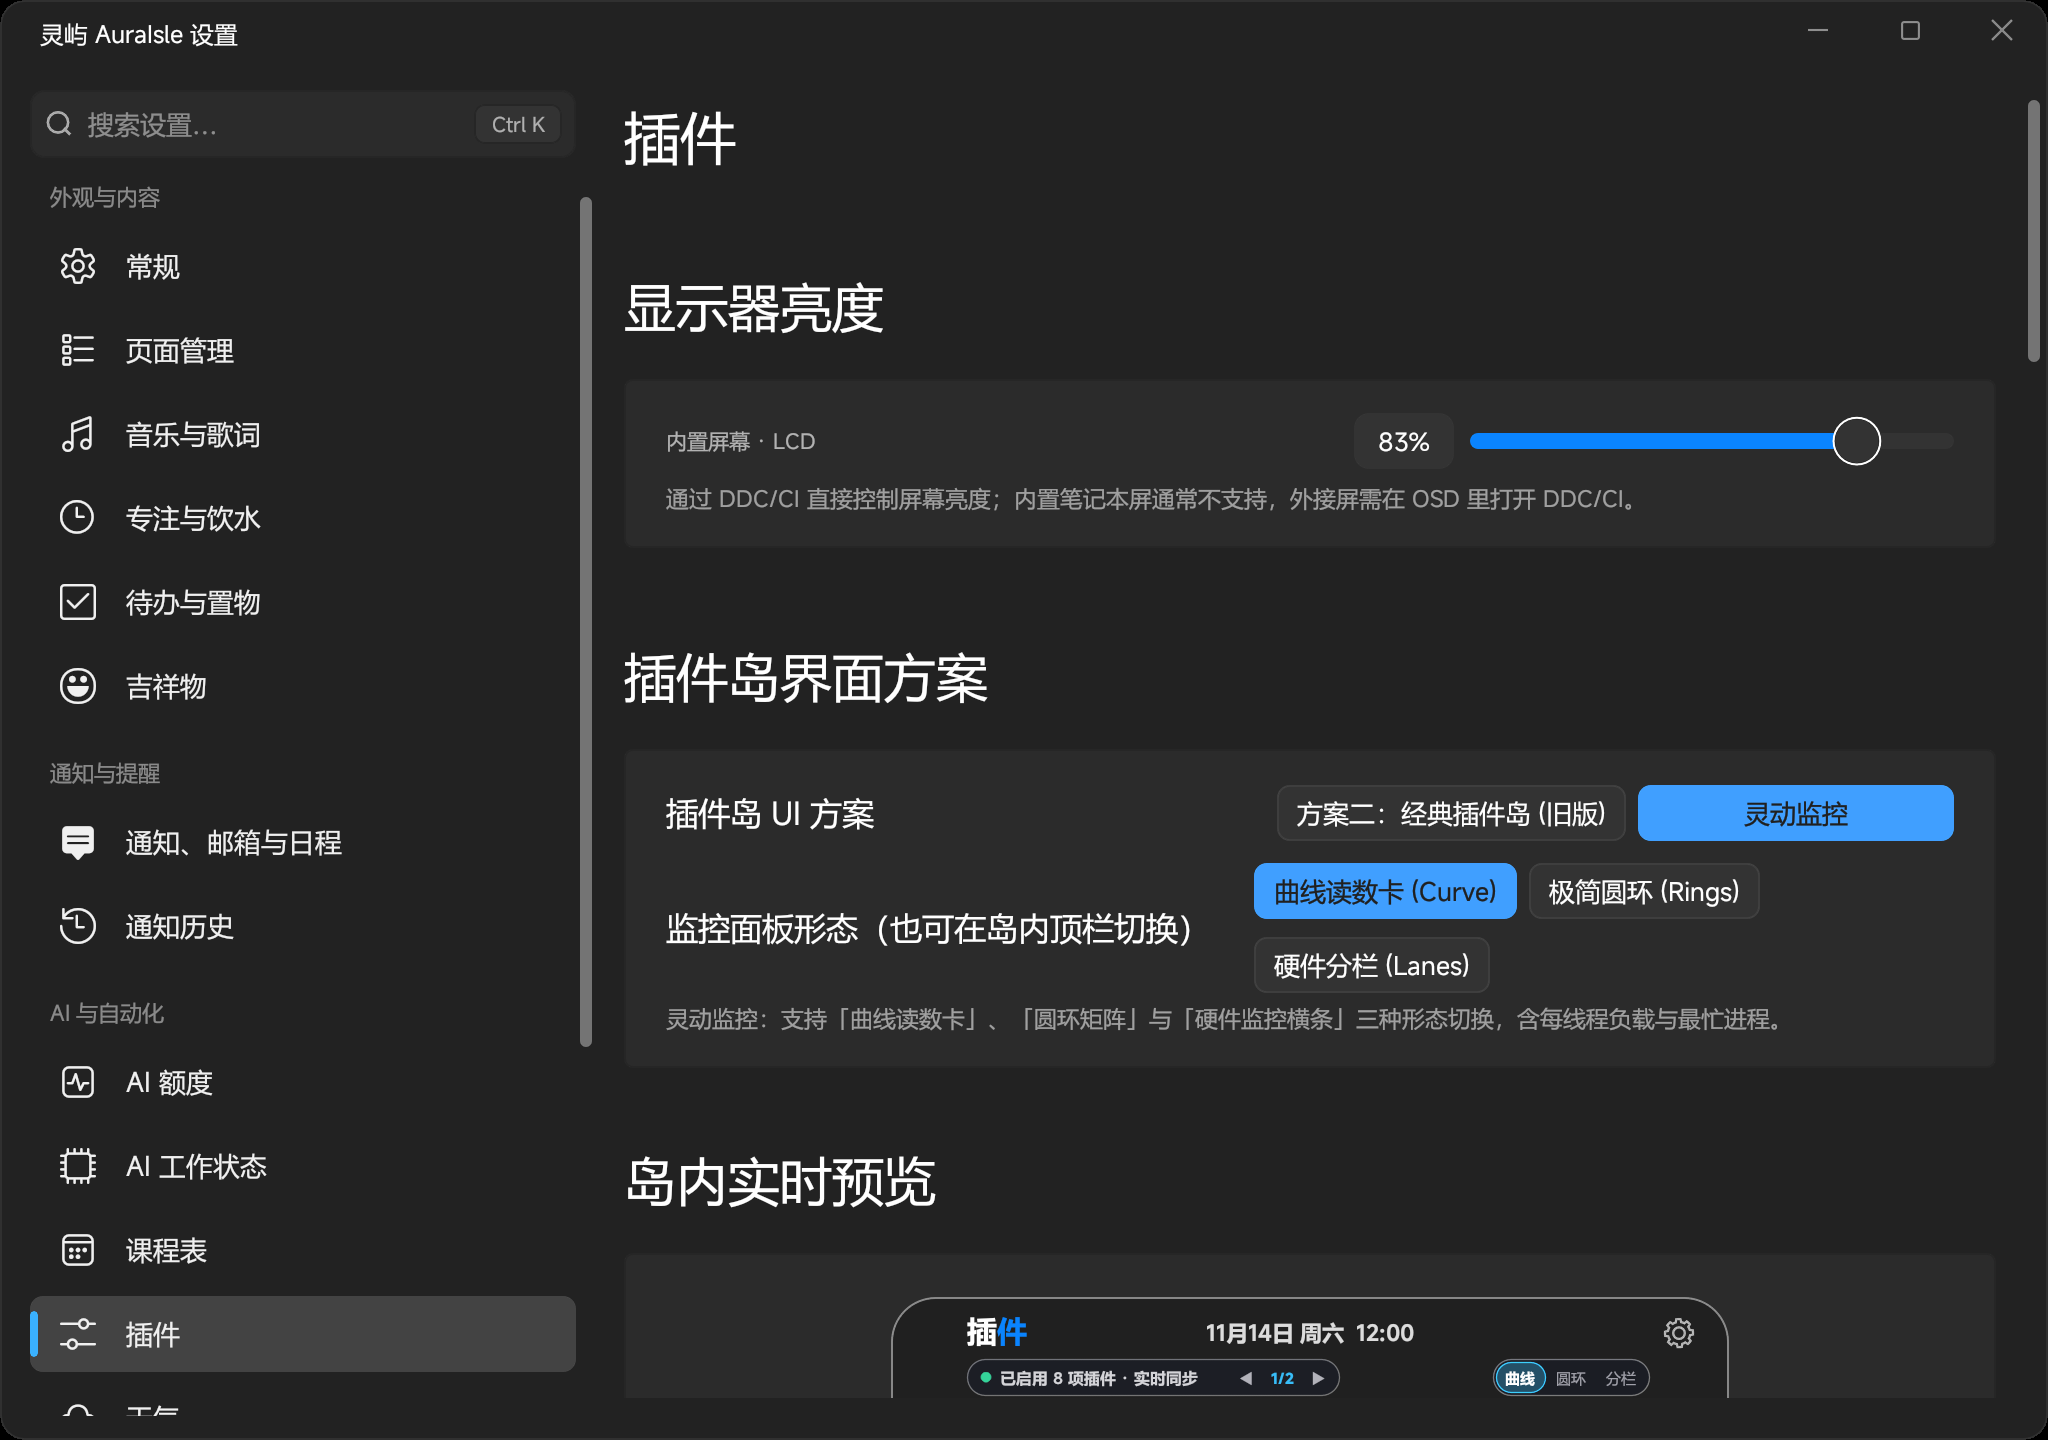 灵屿 AuraIsle 设置
搜索设置...
Ctrl K
外观与内容
常规
页面管理
音乐与歌词
专注与饮水
待办与置物
吉祥物
通知与提醒
通知、邮箱与日程
通知历史
AI 与自动化
AI 额度
AI 工作状态
课程表
插件
天气
插件
显示器亮度
内置屏幕 · LCD
83%
通过 DDC/CI 直接控制屏幕亮度；内置笔记本屏通常不支持，外接屏需在 OSD 里打开 DDC/CI。
插件岛界面方案
插件岛 UI 方案
方案二：经典插件岛 (旧版)
灵动监控
监控面板形态（也可在岛内顶栏切换）
曲线读数卡 (Curve)
极简圆环 (Rings)
硬件分栏 (Lanes)
灵动监控：支持「曲线读数卡」、「圆环矩阵」与「硬件监控横条」三种形态切换，含每线程负载与最忙进程。
岛内实时预览
插件
11月14日 周六 12:00
已启用 8 项插件 · 实时同步
◀ 1/2 ▶
曲线 圆环 分栏